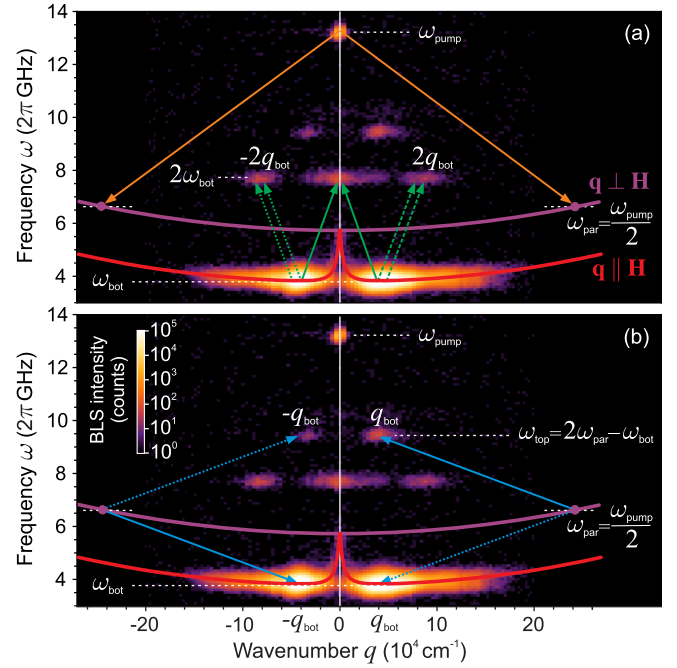 14
12
10
8
6
4
Frequency ω (2π GHz)
(a)
ω_pump
-2q_bot
2q_bot
2ω_bot
q ⊥ H
ω_par=ω_pump/2
q ∥ H
ω_bot
14
12
10
8
6
4
Frequency ω (2π GHz)
(b)
BLS Intensity
(counts)
10^5
10^4
10^3
10^2
10^1
10^0
ω_pump
-q_bot
q_bot
ω_top=2ω_par−ω_bot
ω_par=ω_pump/2
ω_bot
-20
-10
0
10
20
-q_bot
q_bot
Wavenumber q (10^4 cm^-1)